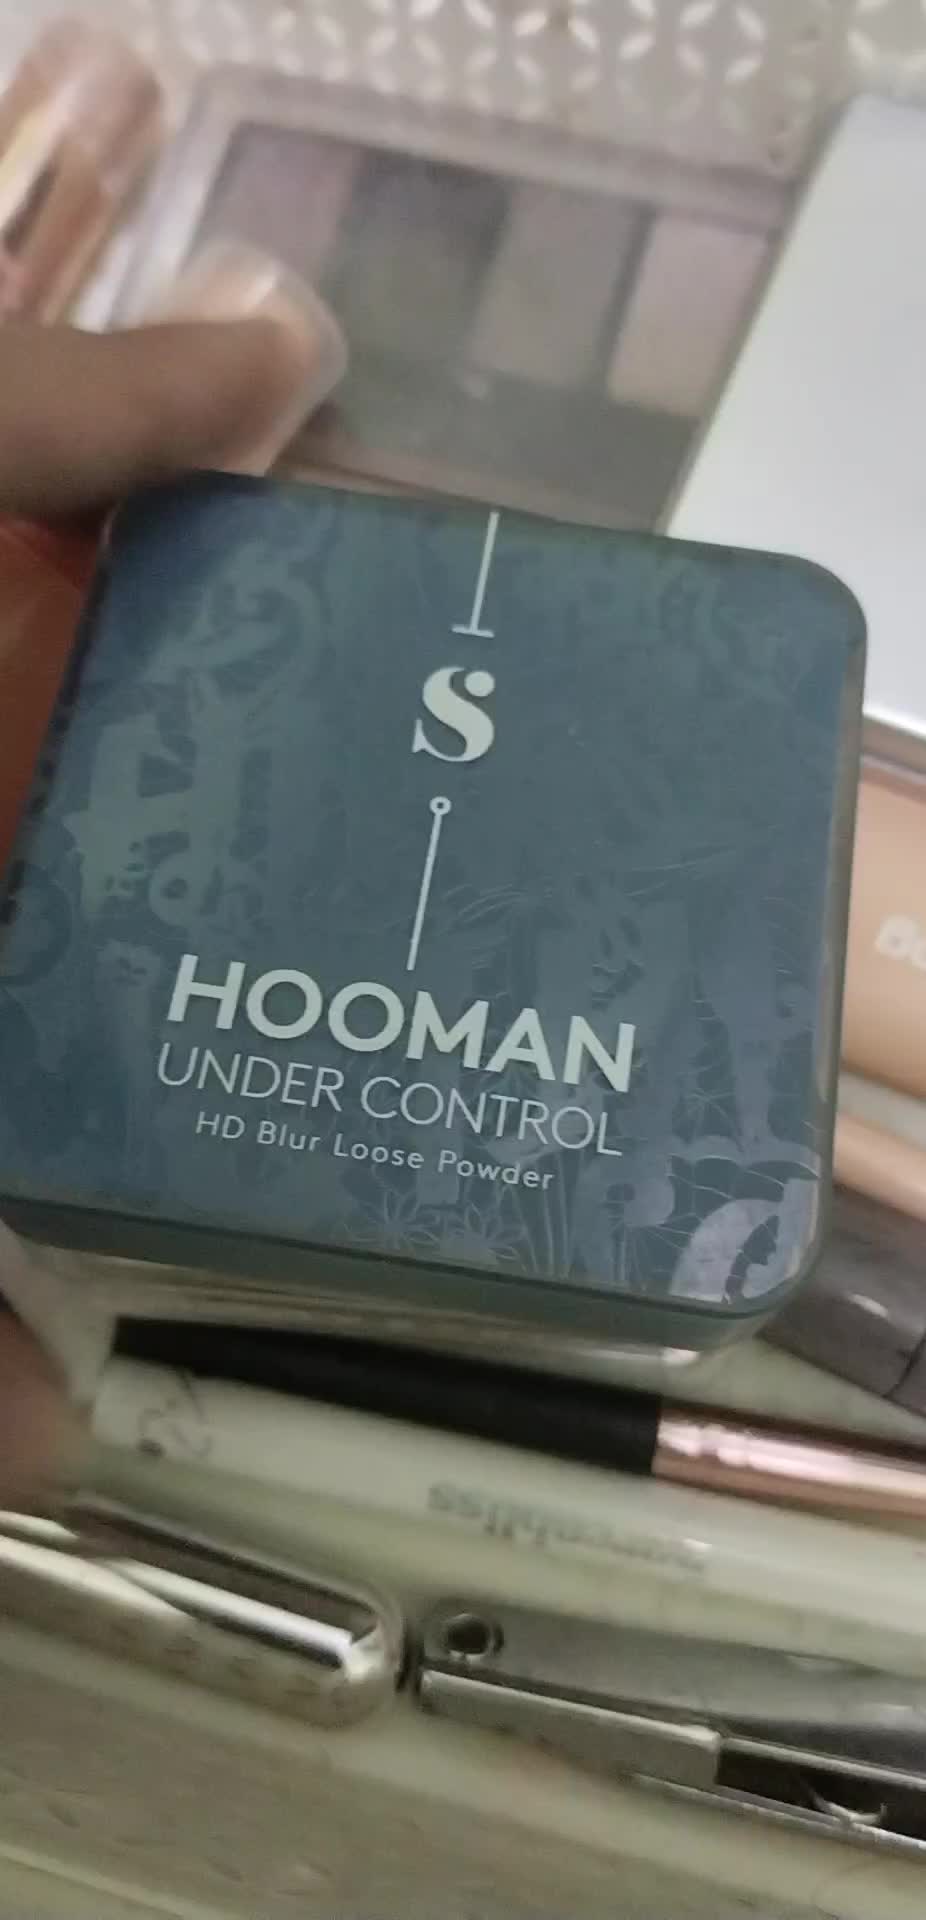 S
HOOMAN
UNDER CONTROL
HD Blur Loose Powder